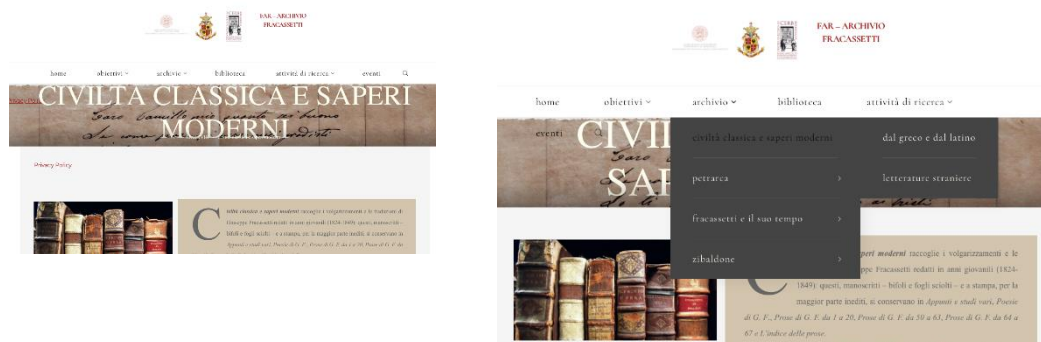 FAR – ARCHIVIO
FRACASSETTI
home obiettivi archivio biblioteca attività di ricerca eventi
Privacy Policy
CIVILTÀ CLASSICA E SAPERI
MODERNI
Privacy Policy
Civiltà classica e saperi moderni raccoglie i volgarizzamenti e le traduzioni di
Giuseppe Fracassetti redatti in anni giovanili (1824-1849): questi, manoscritti –
bifoli e fogli sciolti – e a stampa, per la maggior parte inediti, si conservano in
Appunti e studi vari, Poesie di G. F., Prose di G. F. da 1 a 20, Prose di G. F. da
FAR – ARCHIVIO
FRACASSETTI
home obiettivi archivio biblioteca attività di ricerca
eventi
CIVIL
SAP
civiltà classica e saperi moderni
petrarca
fracassetti e il suo tempo
zibaldone
dal greco e dal latino
letterature straniere
saperi moderni raccoglie i volgarizzamenti e le
Fracassetti redatti in anni giovanili (1824-
1849): questi, manoscritti – bifoli e fogli sciolti – e a stampa, per la
maggior parte inediti, si conservano in Appunti e studi vari, Poesie
di G. F., Prose di G. F. da 1 a 20, Prose di G. F. da 50 a 63, Prose di G. F. da 64 a
67 e L'indice delle prose.